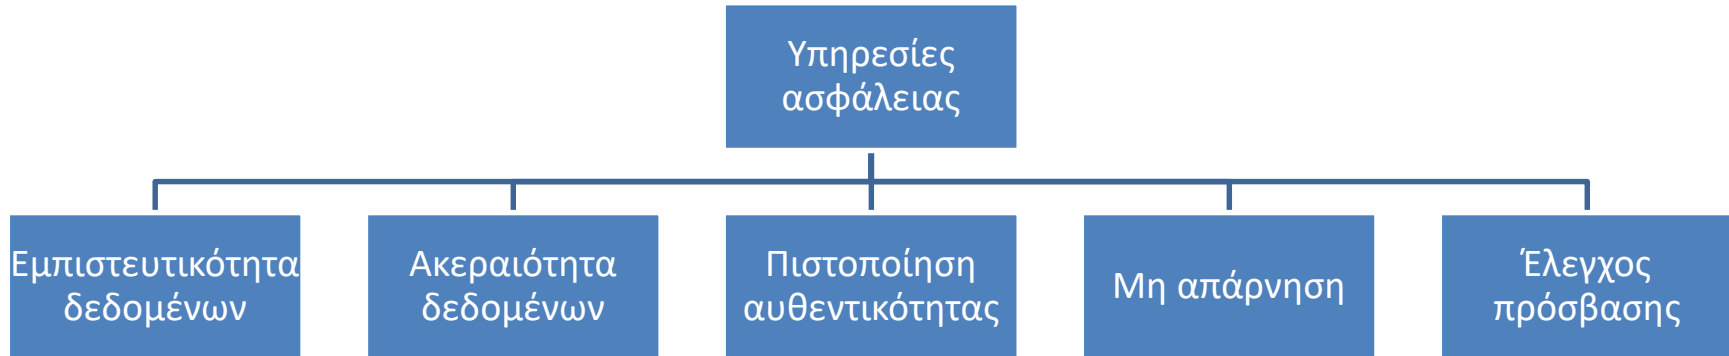 Υπηρεσίες
ασφάλειας
Εμπιστευτικότητα
δεδομένων
Ακεραιότητα
δεδομένων
Πιστοποίηση
αυθεντικότητας
Μη απάρνηση
Έλεγχος
πρόσβασης